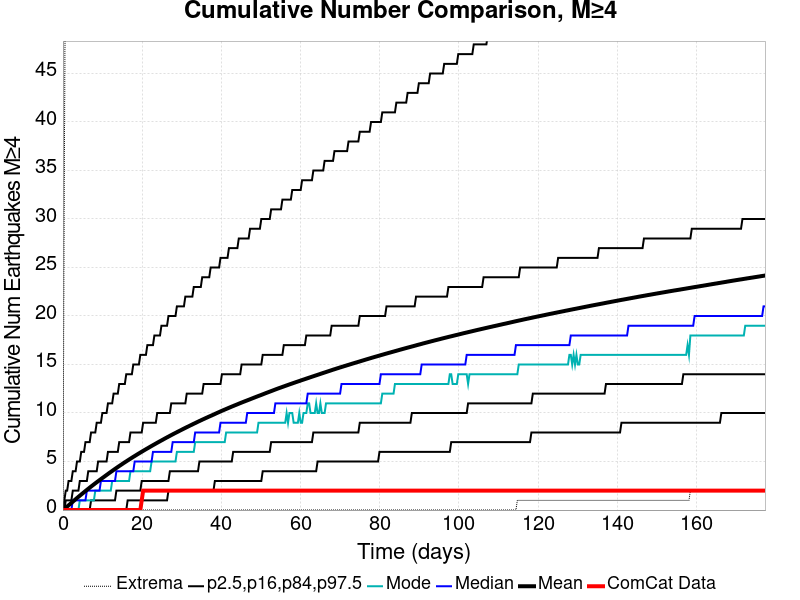 Cumulative Number Comparison, M≥4
Cumulative Num Earthquakes M≥4
45
40
35
30
25
20
15
10
5
0
0 20 40 60 80 100 120 140 160
Time (days)
Extrema p2.5,p16,p84,p97.5 Mode Median Mean ComCat Data